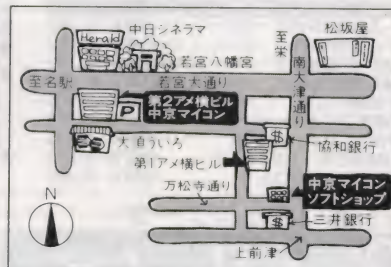 中日シネラマ
Herald
至栄
松坂屋
若宮八幡宮
至名駅
若宮大通り
南大津通り
第2アメ横ビル
中京マイコン
大自ういろ
$
協和銀行
第1アメ横ビル
万松寺通り
中京マイコン
ソフトショップ
N
$
三井銀行
上前津